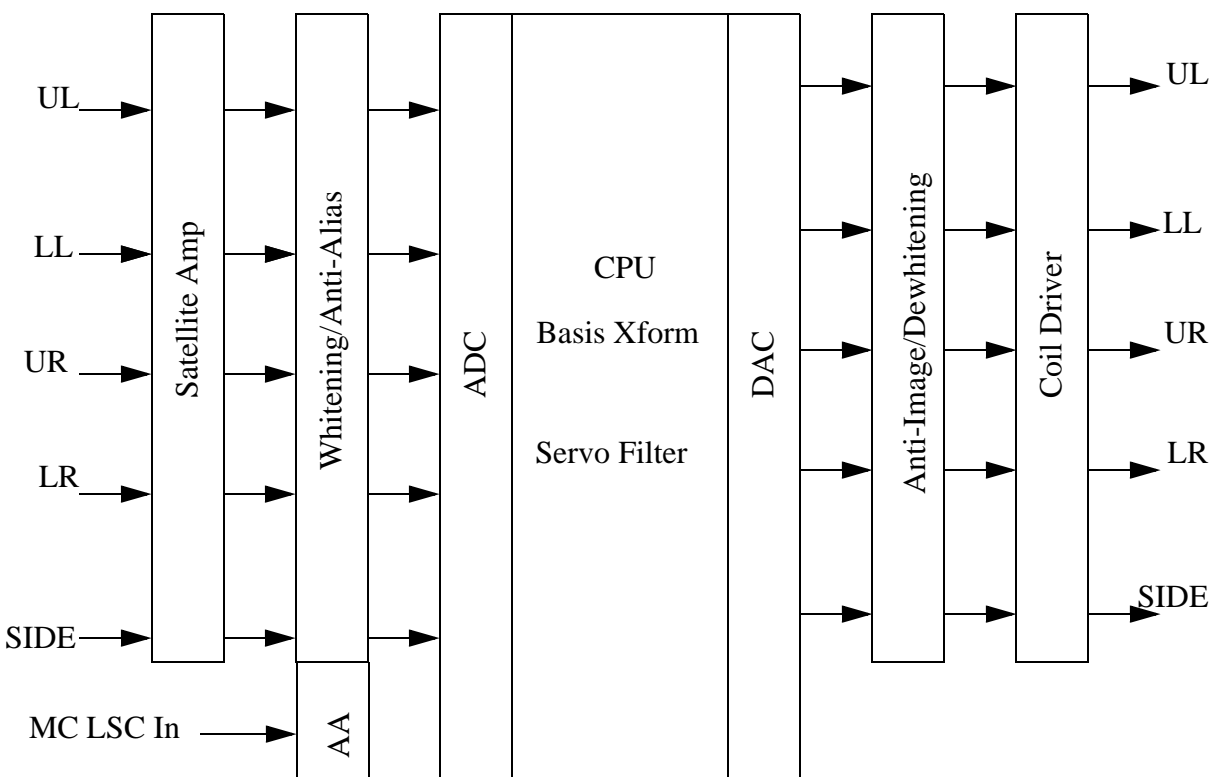 UL
LL
UR
LR
SIDE
MC LSC In
Satellite Amp
Whitening/Anti-Alias
AA
ADC
CPU
Basis Xform
Servo Filter
DAC
Anti-Image/Dewhitening
Coil Driver
UL
LL
UR
LR
SIDE